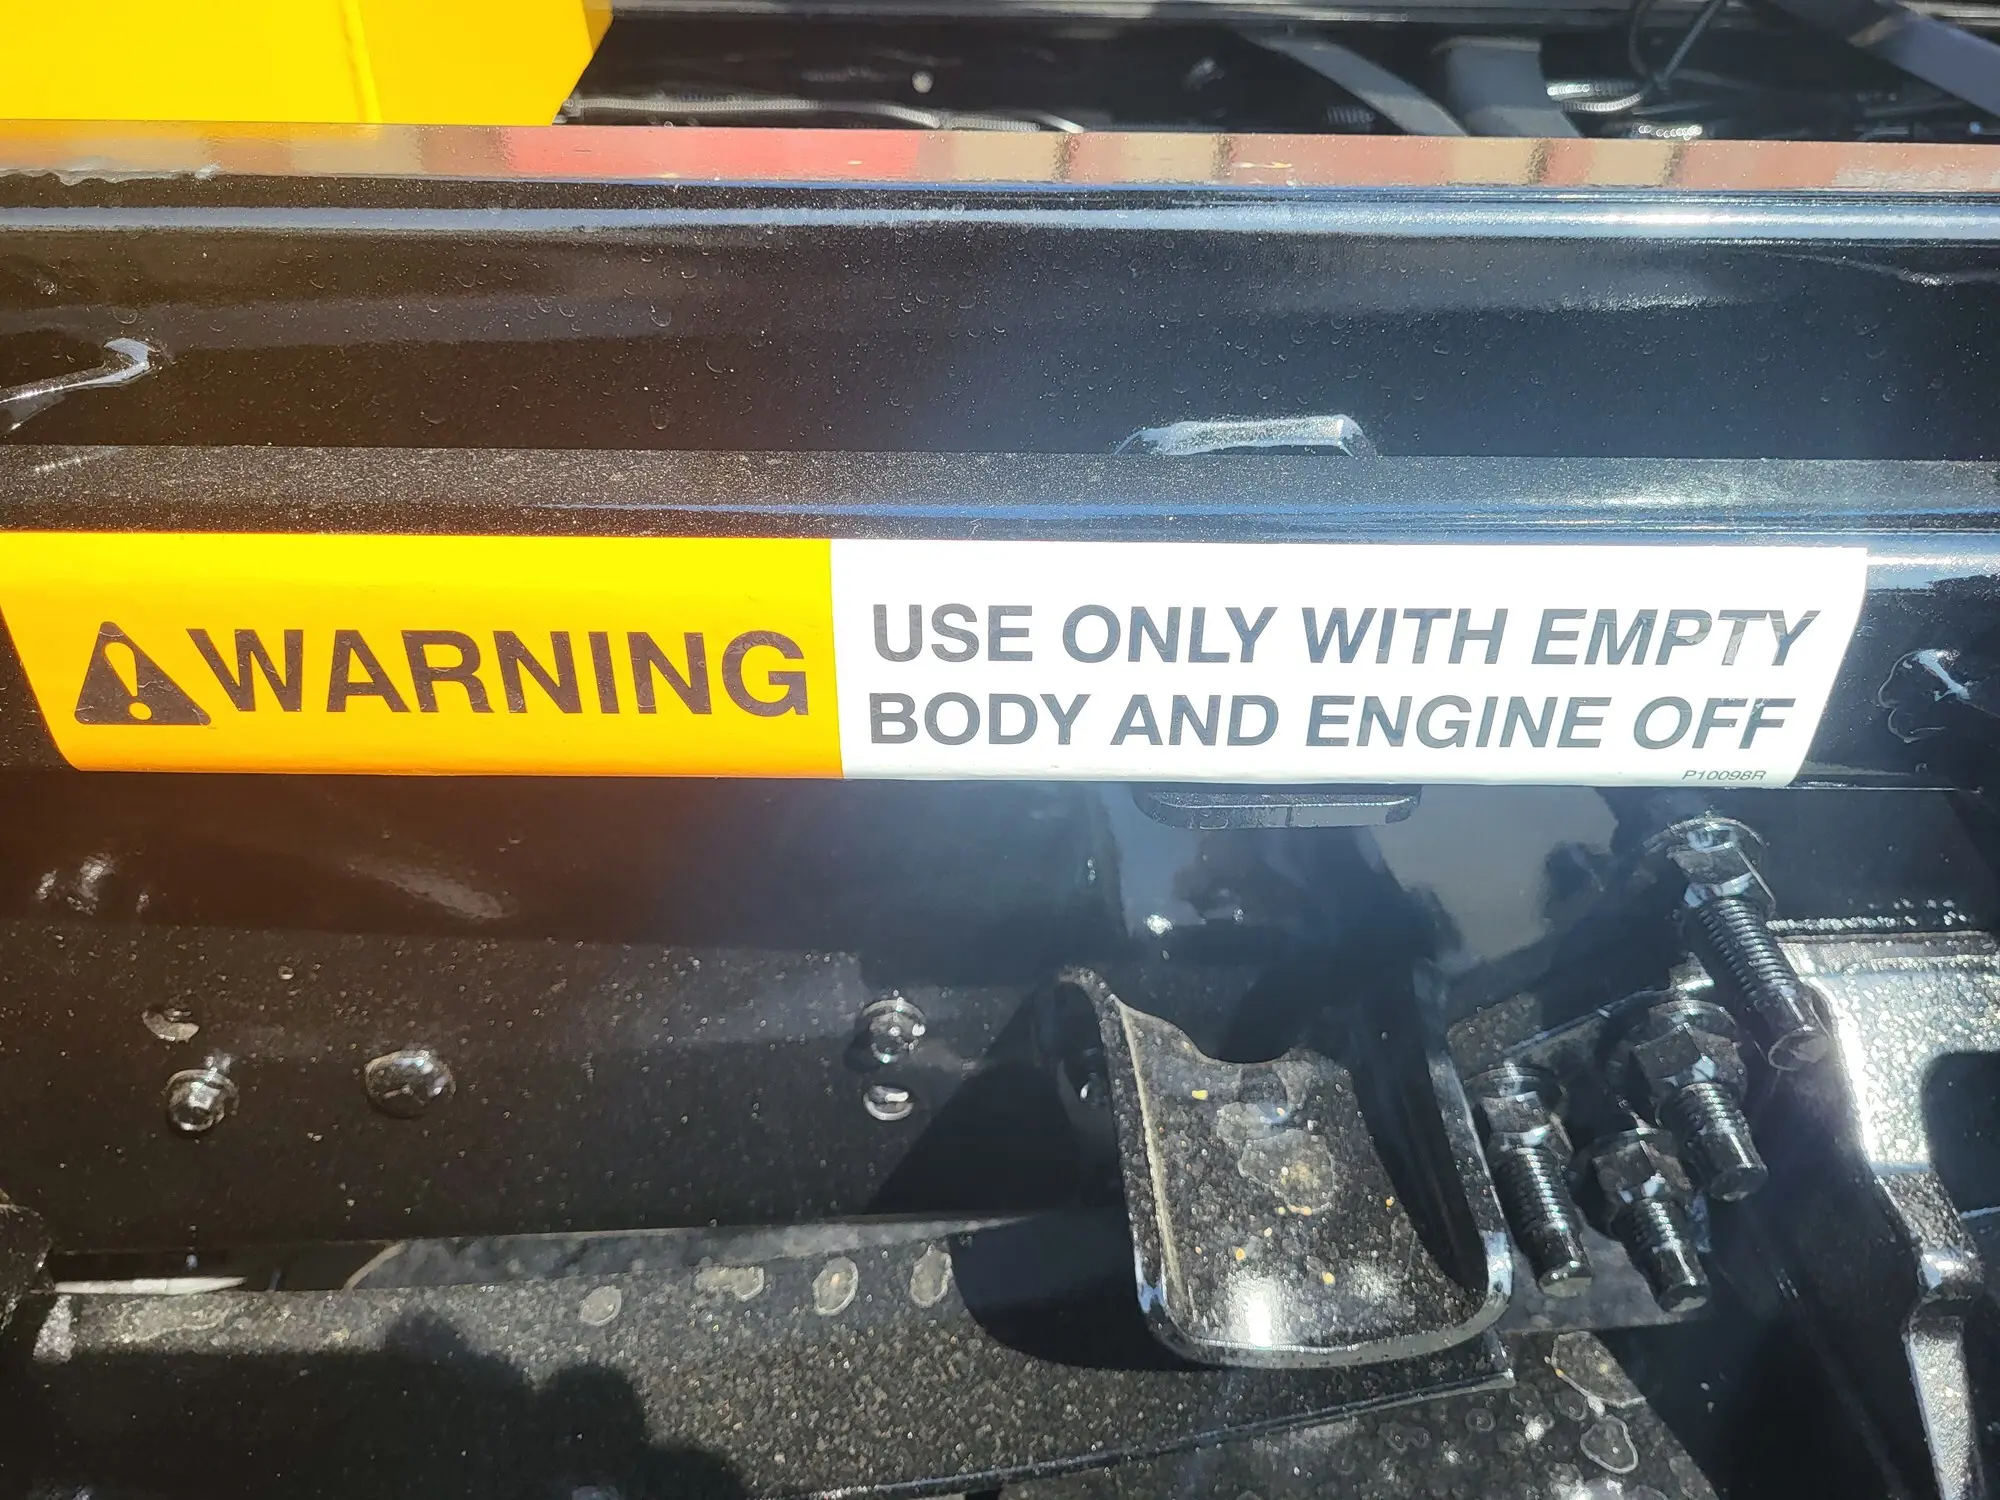 WARNING
USE ONLY WITH EMPTY
BODY AND ENGINE OFF
P10098R